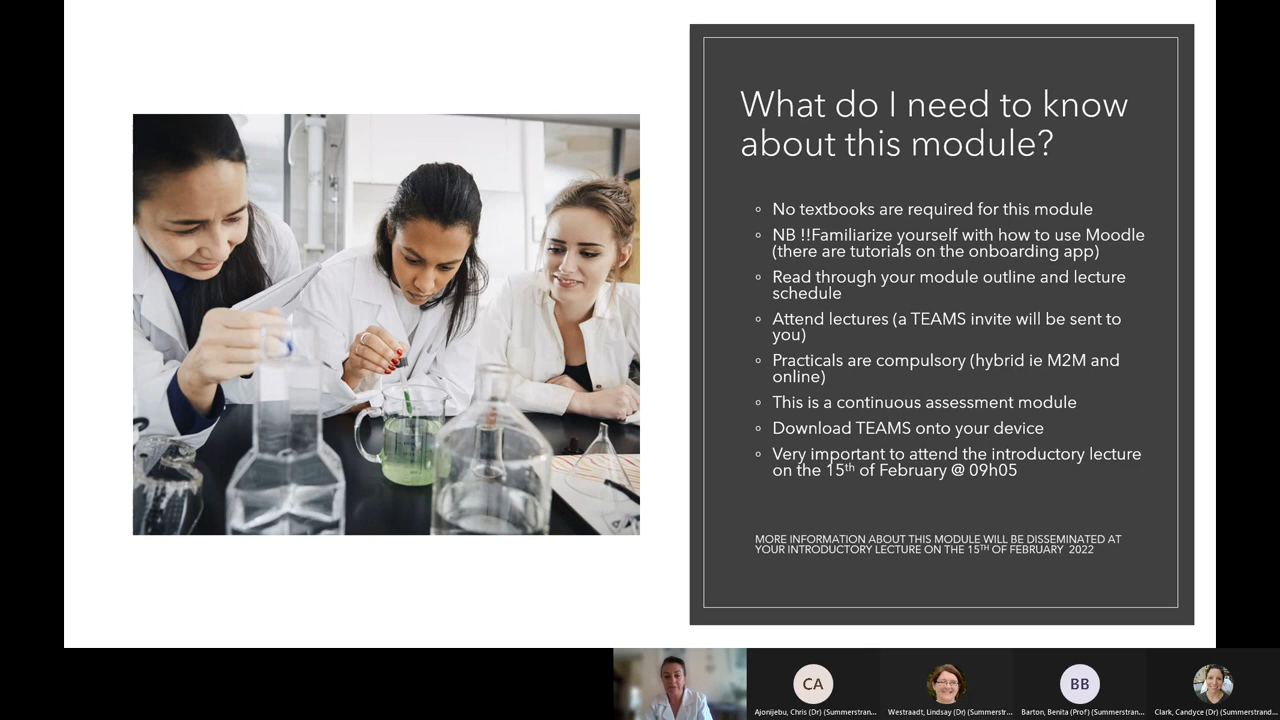 What do I need to know
about this module?
No textbooks are required for this module
NB !!Familiarize yourself with how to use Moodle
(there are tutorials on the onboarding app)
Read through your module outline and lecture
schedule
Attend lectures (a TEAMS invite will be sent to
you)
Practicals are compulsory (hybrid ie M2M and
online)
This is a continuous assessment module
Download TEAMS onto your device
Very important to attend the introductory lecture
on the 15th of February @ 09h05
MORE INFORMATION ABOUT THIS MODULE WILL BE DISSEMINATED AT
YOUR INTRODUCTORY LECTURE ON THE 15TH OF FEBRUARY 2022
CA
BB
Ajonijebu, Chris (Dr) (Summerstran...
Westraadt, Lindsay (Dr) (Summerstr...
Barton, Benita (Prof) (Summerstran...
Clark, Candyce (Dr) (Summerstrand...